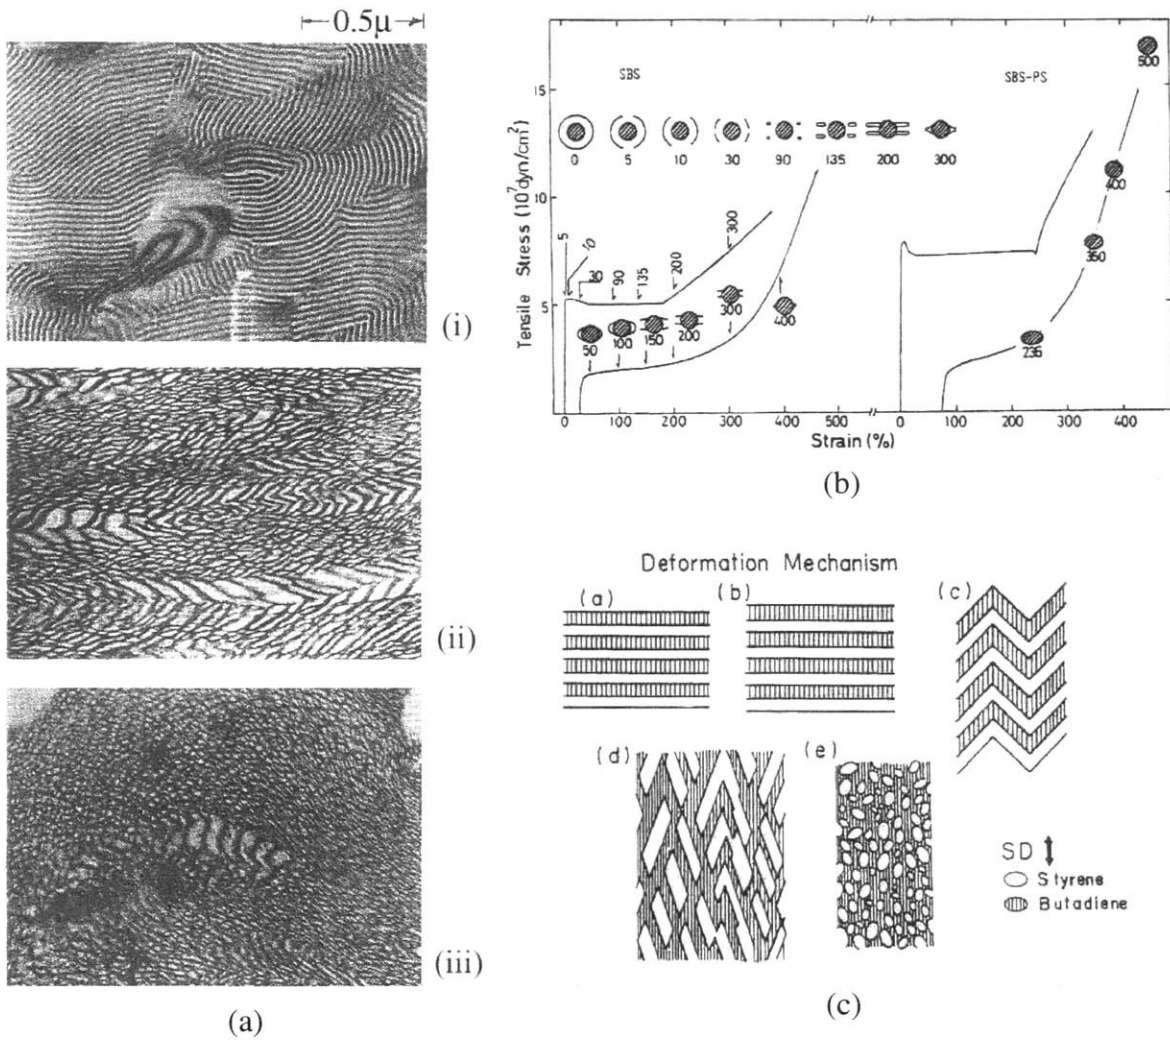 0.5μ
(i)
(ii)
(iii)
(a)
Tensile Stress (10⁷dyn/cm²)
15
10
5
0
SBS
SBS-PS
0 5 10 30 90 135 200 300
5 10 30 90 135 200 300
50 100 150 200 300 400
236 350 400 500
0 100 200 300 400 500 0 100 200 300 400
Strain (%)
(b)
Deformation Mechanism
(a) (b) (c)
(d) (e)
SD
Styrene
Butadiene
(c)